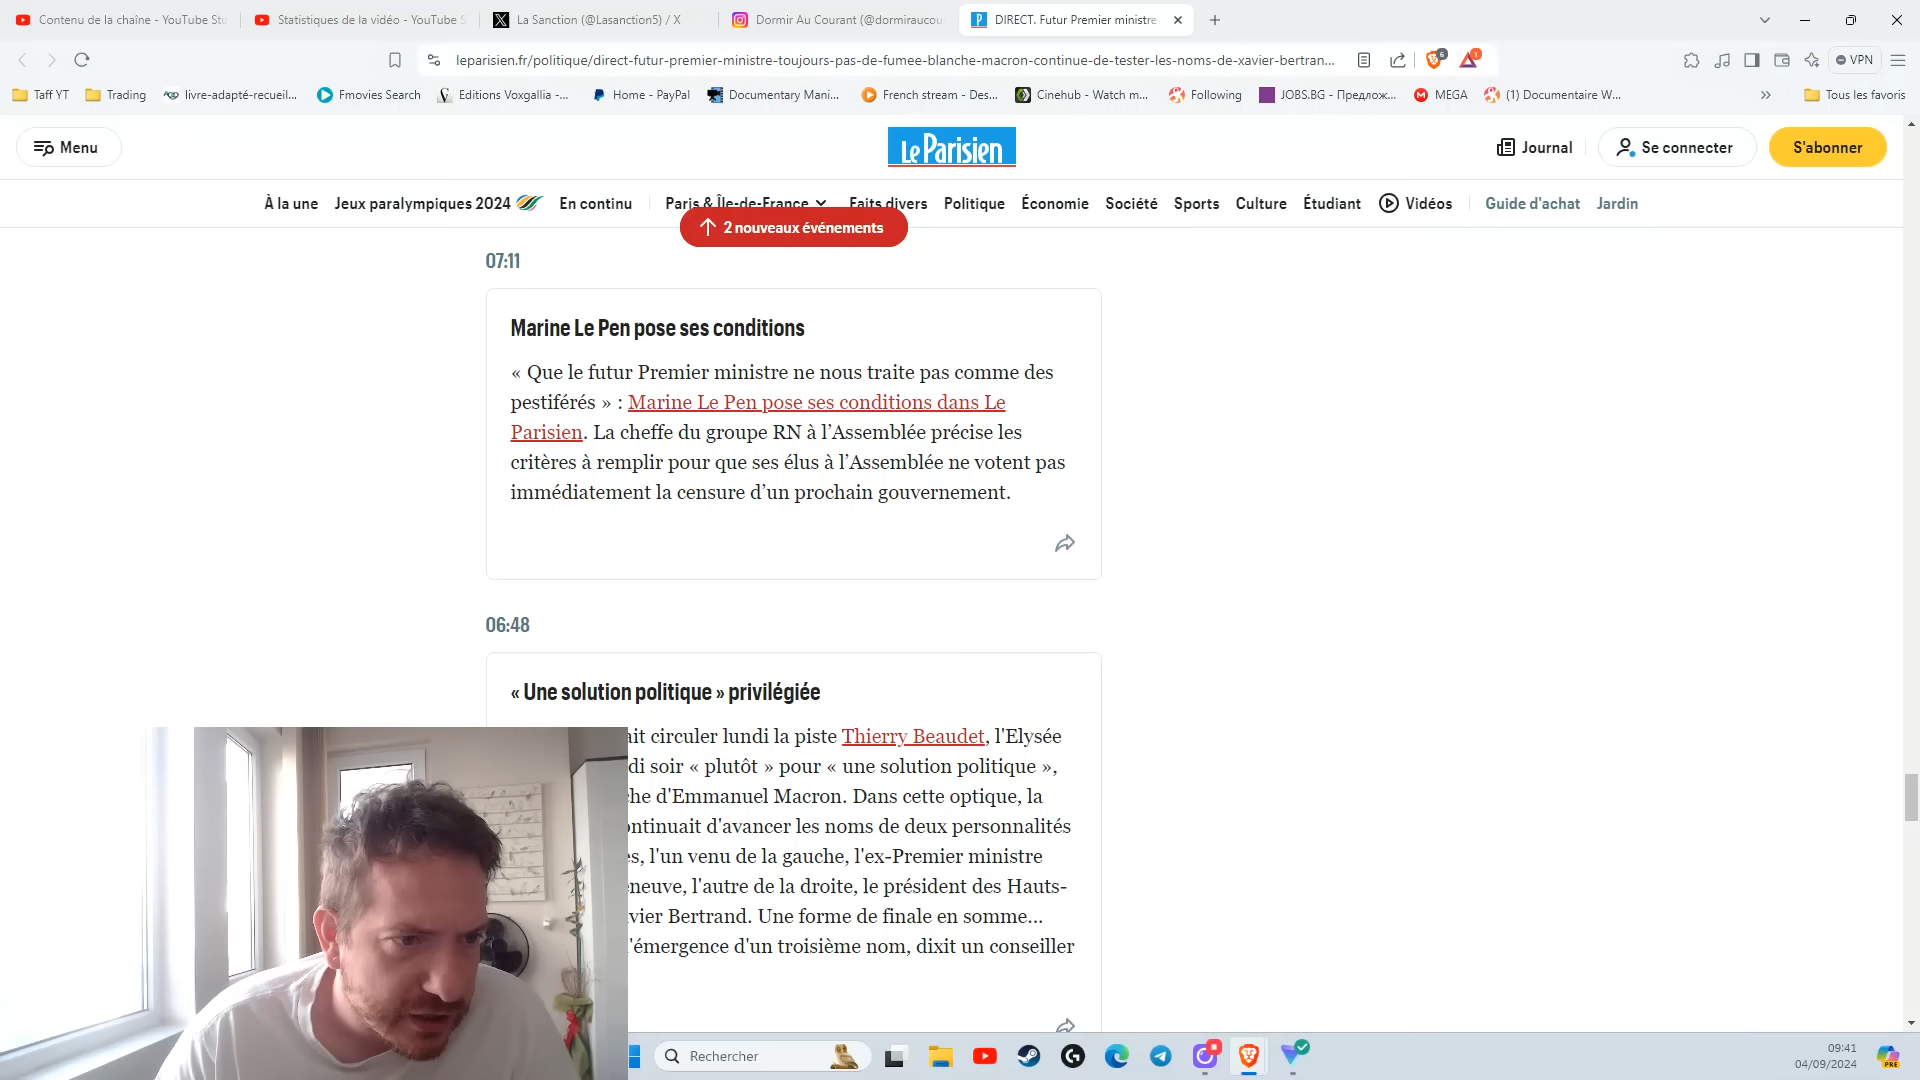 Contenu de la chaîne - YouTube Stu
Statistiques de la vidéo - YouTube S
La Sanction (@Lasanction5) / X
Dormir Au Courant (@dormiraucou
DIRECT. Futur Premier ministre
leparisien.fr/politique/direct-futur-premier-ministre-toujours-pas-de-fumee-blanche-macron-continue-de-tester-les-noms-de-xavier-bertran...
6
1
VPN
Taff YT
Trading
livre-adapté-recueil...
Fmovies Search
Editions Voxgallia -...
Home - PayPal
Documentary Mani...
French stream - Des...
Cinehub - Watch m...
Following
JOBS.BG - Предлож...
MEGA
(1) Documentaire W...
Tous les favoris
Menu
Le Parisien
Journal
Se connecter
S'abonner
À la une
Jeux paralympiques 2024
En continu
Paris & Île-de-France
Faits divers
Politique
Économie
Société
Sports
Culture
Étudiant
Vidéos
Guide d'achat
Jardin
2 nouveaux événements
07:11
Marine Le Pen pose ses conditions
« Que le futur Premier ministre ne nous traite pas comme des
pestiférés » : Marine Le Pen pose ses conditions dans Le
Parisien. La cheffe du groupe RN à l’Assemblée précise les
critères à remplir pour que ses élus à l’Assemblée ne votent pas
immédiatement la censure d’un prochain gouvernement.
06:48
« Une solution politique » privilégiée
ait circuler lundi la piste Thierry Beaudet, l'Elysée
di soir « plutôt » pour « une solution politique »,
che d'Emmanuel Macron. Dans cette optique, la
ontinuait d'avancer les noms de deux personnalités
es, l'un venu de la gauche, l'ex-Premier ministre
eneuve, l'autre de la droite, le président des Hauts-
vier Bertrand. Une forme de finale en somme...
l'émergence d'un troisième nom, dixit un conseiller
Rechercher
09:41
04/09/2024
PRE